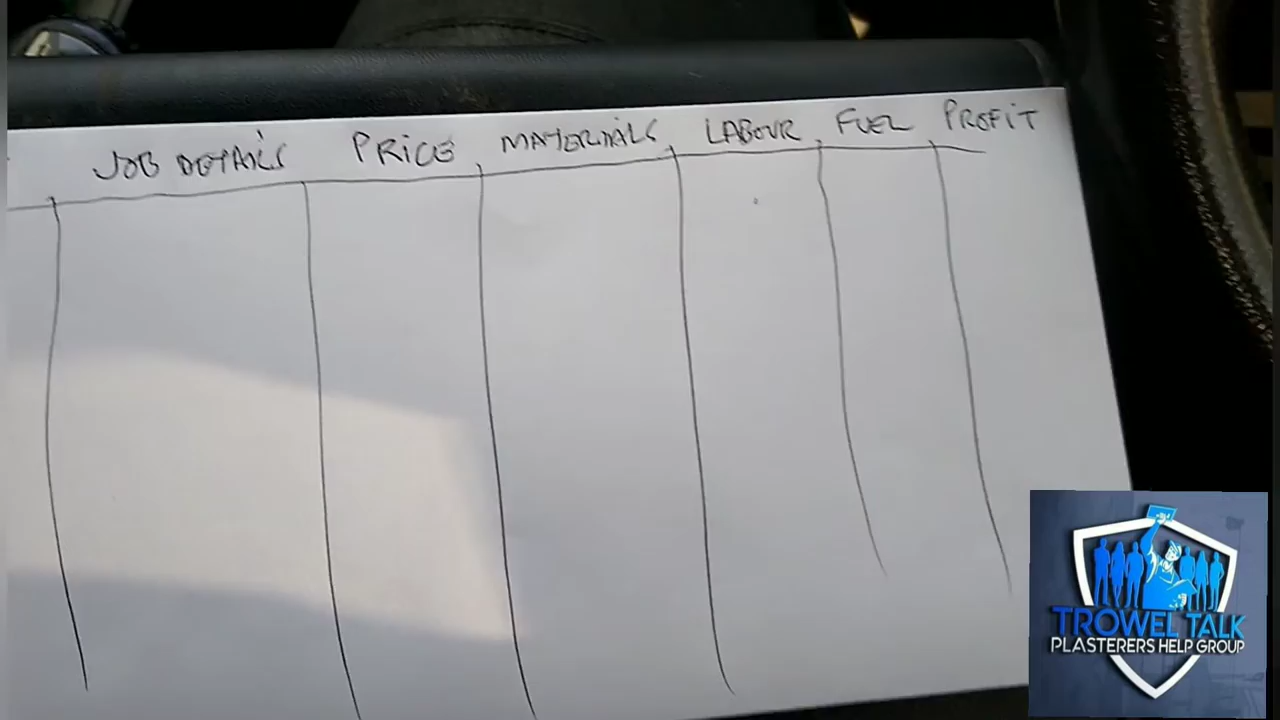 JOB DETAILS PRICE MATERIALS LABOUR FUEL PROFIT
TROWEL TALK
PLASTERERS HELP GROUP